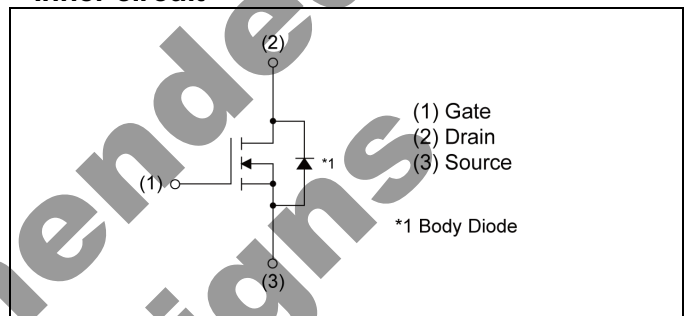 (2)
(1) Gate
(2) Drain
(3) Source
*1
(1)
*1 Body Diode
(3)